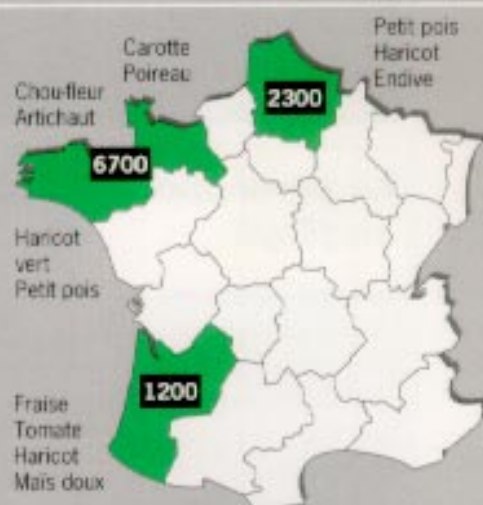 Carotte
Poireau
Petit pois
Haricot
Endive
Chou-fleur
Artichaut
2300
6700
Haricot
vert
Petit pois
1200
Fraise
Tomate
Haricot
Maïs doux